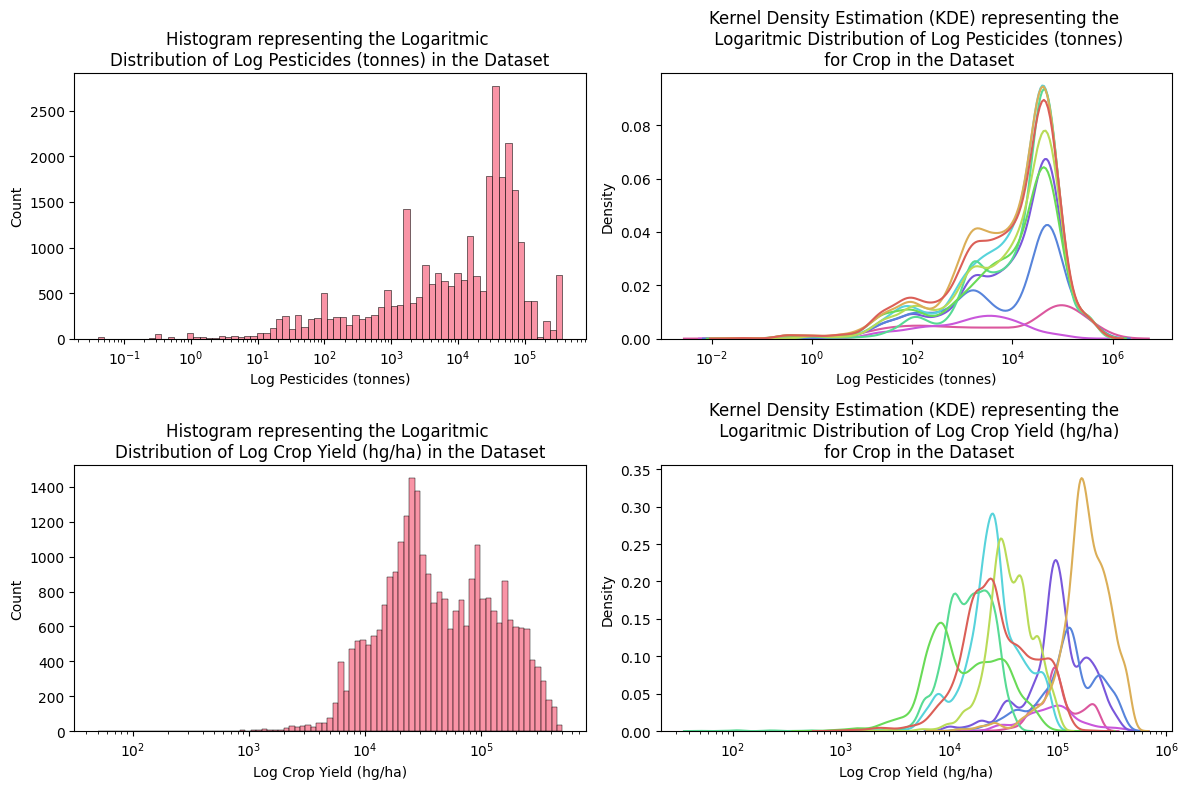 Histogram representing the Logaritmic
Distribution of Log Pesticides (tonnes) in the Dataset
2500
2000
1500
1000
500
0
Count
10⁻¹
10⁰
10¹
10²
10³
10⁴
10⁵
Log Pesticides (tonnes)
Kernel Density Estimation (KDE) representing the
Logaritmic Distribution of Log Pesticides (tonnes)
for Crop in the Dataset
0.08
0.06
0.04
0.02
0.00
Density
10⁻²
10⁰
10²
10⁴
10⁶
Log Pesticides (tonnes)
Histogram representing the Logaritmic
Distribution of Log Crop Yield (hg/ha) in the Dataset
1400
1200
1000
800
600
400
200
0
Count
10²
10³
10⁴
10⁵
Log Crop Yield (hg/ha)
Kernel Density Estimation (KDE) representing the
Logaritmic Distribution of Log Crop Yield (hg/ha)
for Crop in the Dataset
0.35
0.30
0.25
0.20
0.15
0.10
0.05
0.00
Density
10²
10³
10⁴
10⁵
10⁶
Log Crop Yield (hg/ha)